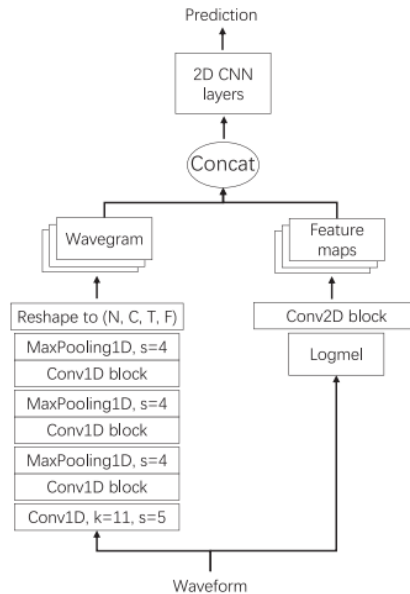 Prediction
2D CNN
layers
Concat
Wavegram
Feature
maps
Reshape to (N, C, T, F)
Conv2D block
MaxPooling1D, s=4
Logmel
Conv1D block
MaxPooling1D, s=4
Conv1D block
MaxPooling1D, s=4
Conv1D block
Conv1D, k=11, s=5
Waveform